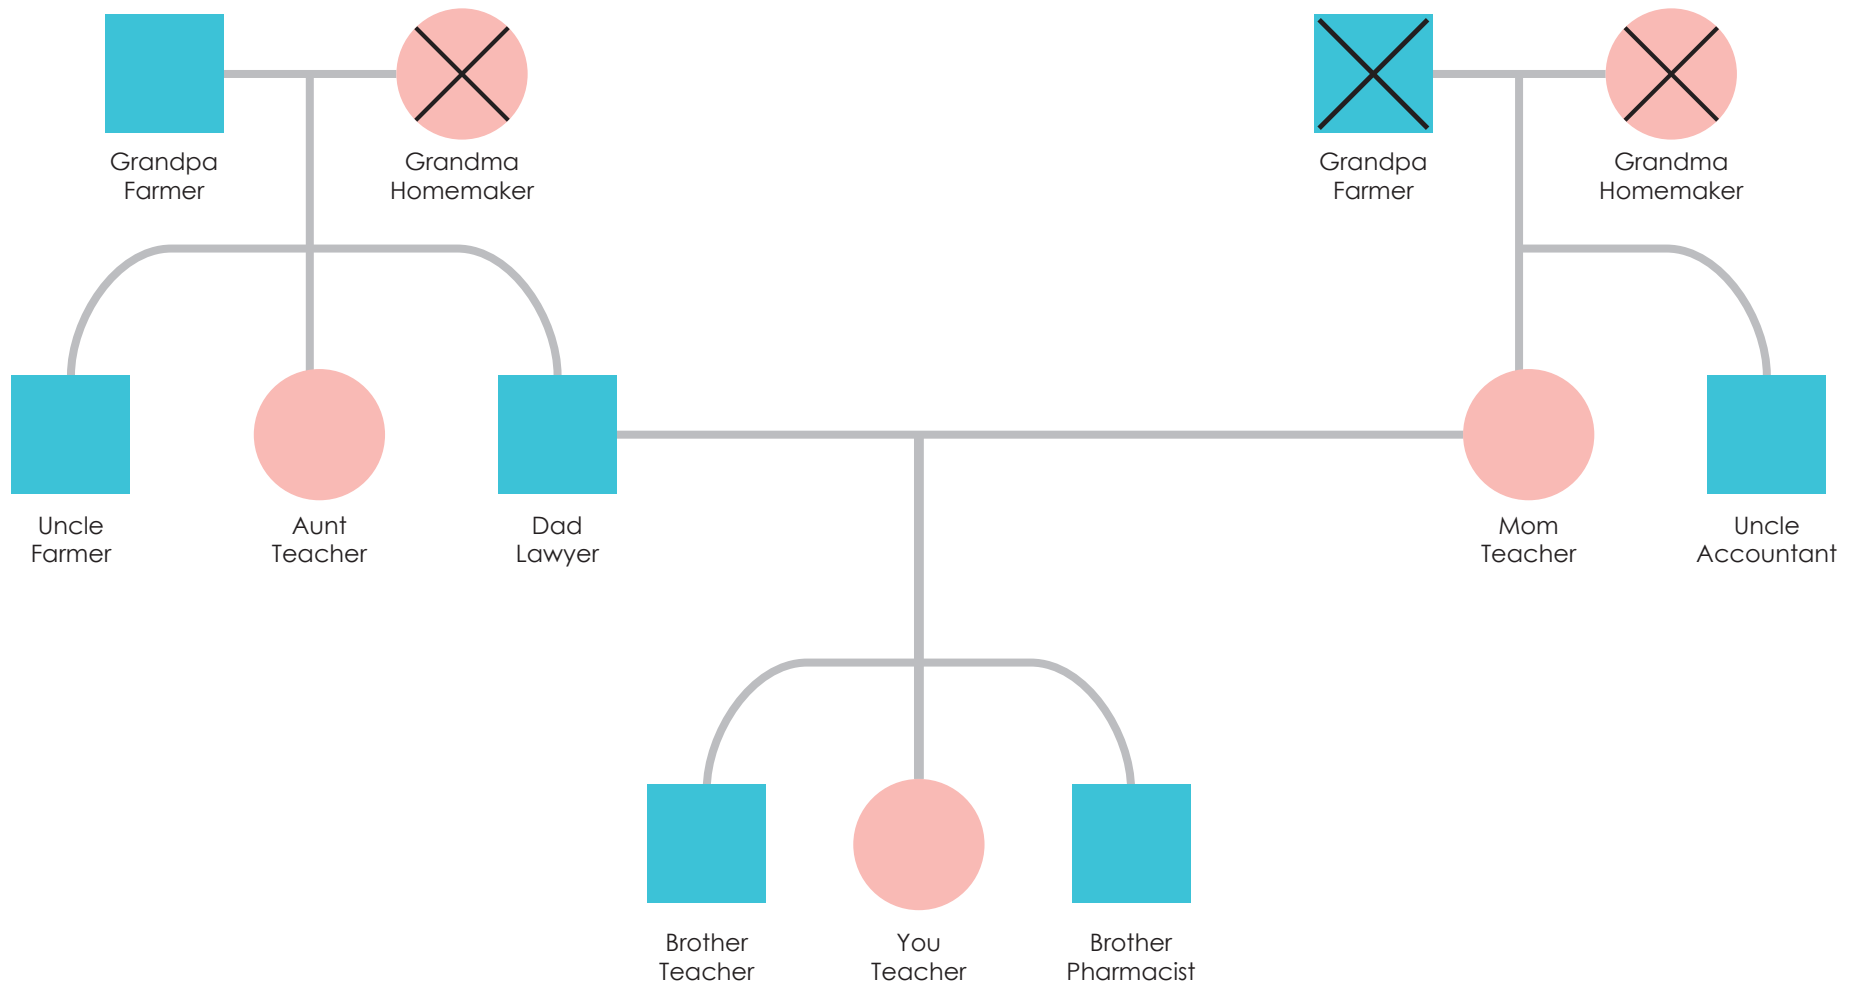 Grandpa
Farmer
Grandma
Homemaker
Grandpa
Farmer
Grandma
Homemaker
Uncle
Farmer
Aunt
Teacher
Dad
Lawyer
Mom
Teacher
Uncle
Accountant
Brother
Teacher
You
Teacher
Brother
Pharmacist